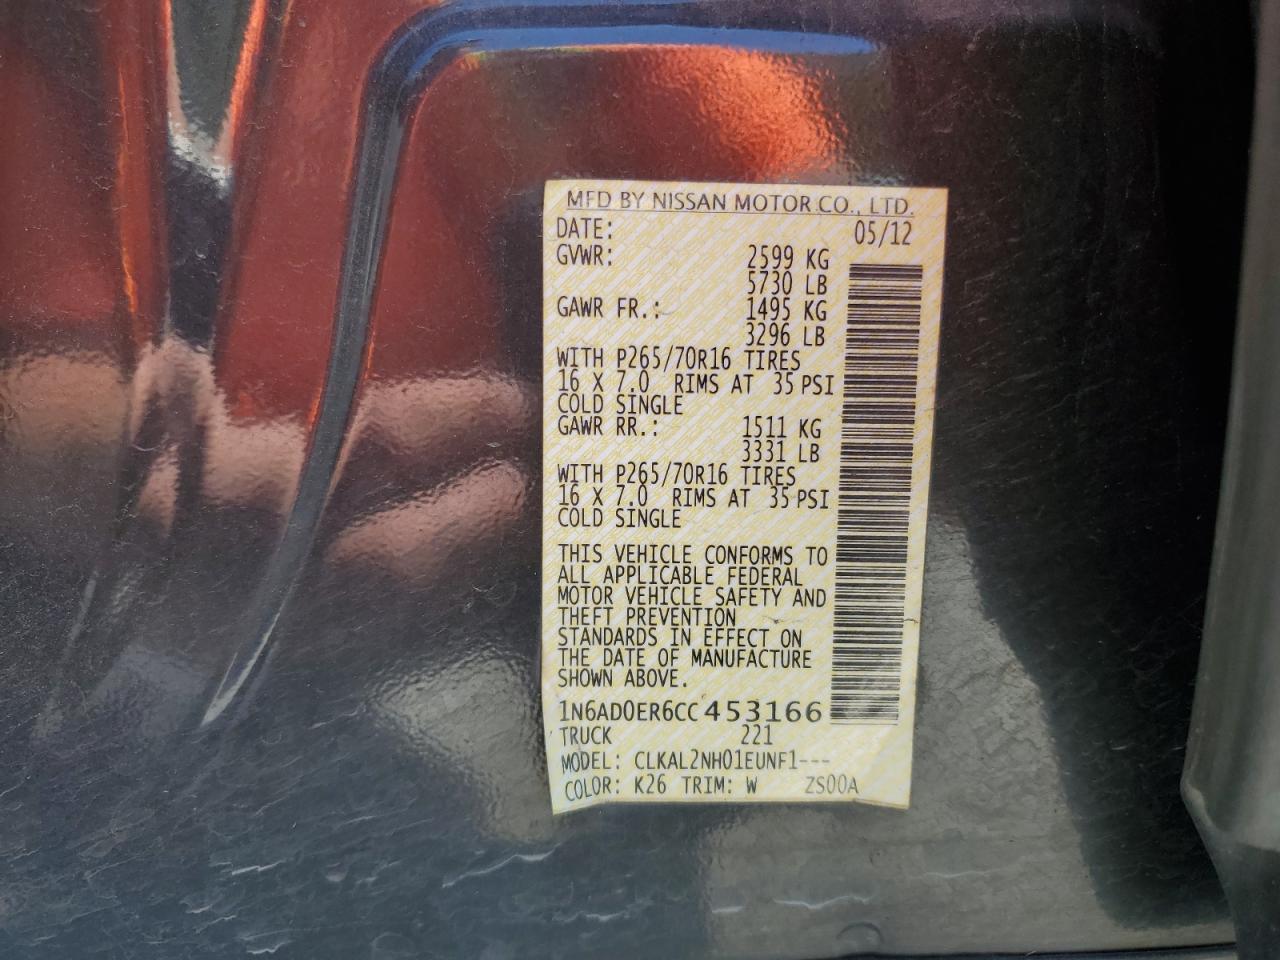 MFD BY NISSAN MOTOR CO., LTD.
DATE: 05/12
GVWR: 2599 KG
5730 LB
GAWR FR.: 1495 KG
3296 LB
WITH P265/70R16 TIRES
16 X 7.0 RIMS AT 35 PSI
COLD SINGLE
GAWR RR.: 1511 KG
3331 LB
WITH P265/70R16 TIRES
16 X 7.0 RIMS AT 35 PSI
COLD SINGLE
THIS VEHICLE CONFORMS TO
ALL APPLICABLE FEDERAL
MOTOR VEHICLE SAFETY AND
THEFT PREVENTION
STANDARDS IN EFFECT ON
THE DATE OF MANUFACTURE
SHOWN ABOVE.
1N6AD0ER6CC453166
TRUCK 221
MODEL: CLKAL2NH01EUNF1---
COLOR: K26 TRIM: W ZS00A